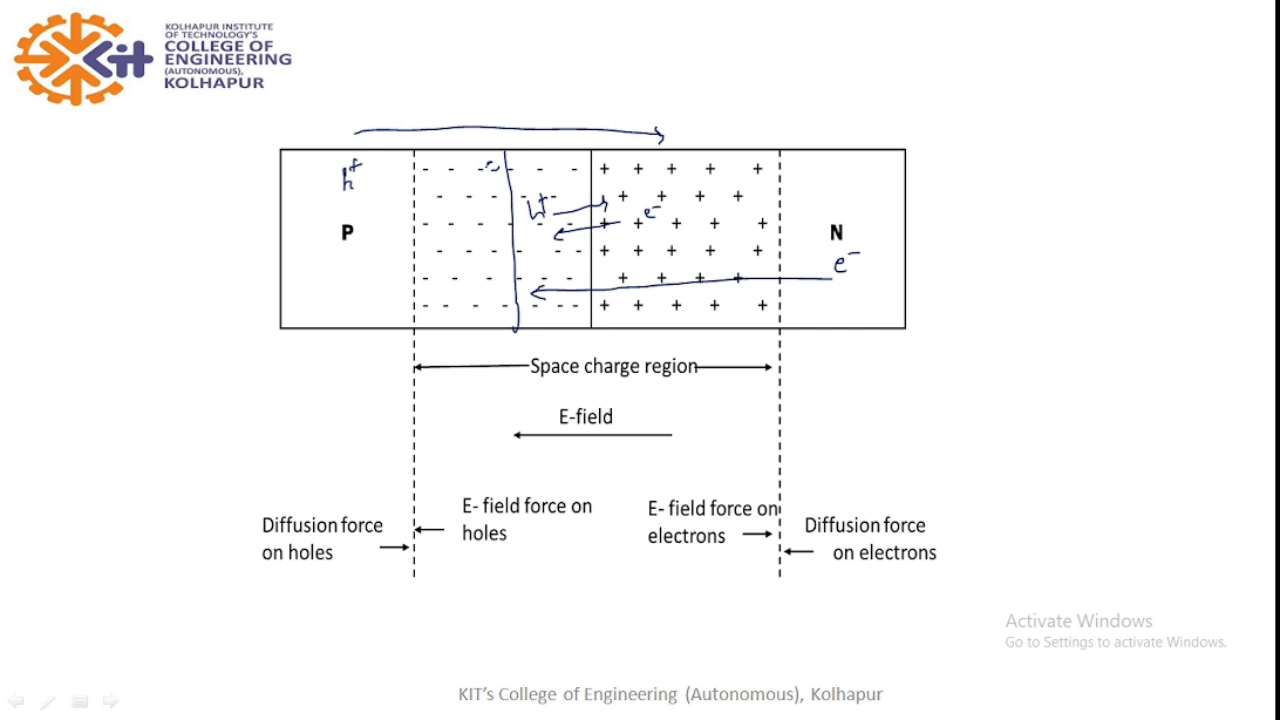 KOLHAPUR INSTITUTE
OF TECHNOLOGY'S
COLLEGE OF
ENGINEERING
(AUTONOMOUS),
KOLHAPUR
Kit
h+
P
- - - - - - -
+ + + + +
- - - - -
+ + + +
h+
e-
- - - - - -
+ + + + +
N
- - - - - -
+ + + + +
e-
- - - - - -
+ + + +
- - - - - - - -
+ + + + +
Space charge region
E-field
E- field force on
holes
E- field force on
electrons
Diffusion force
on holes
Diffusion force
on electrons
Activate Windows
Go to Settings to activate Windows.
KIT's College of Engineering (Autonomous), Kolhapur